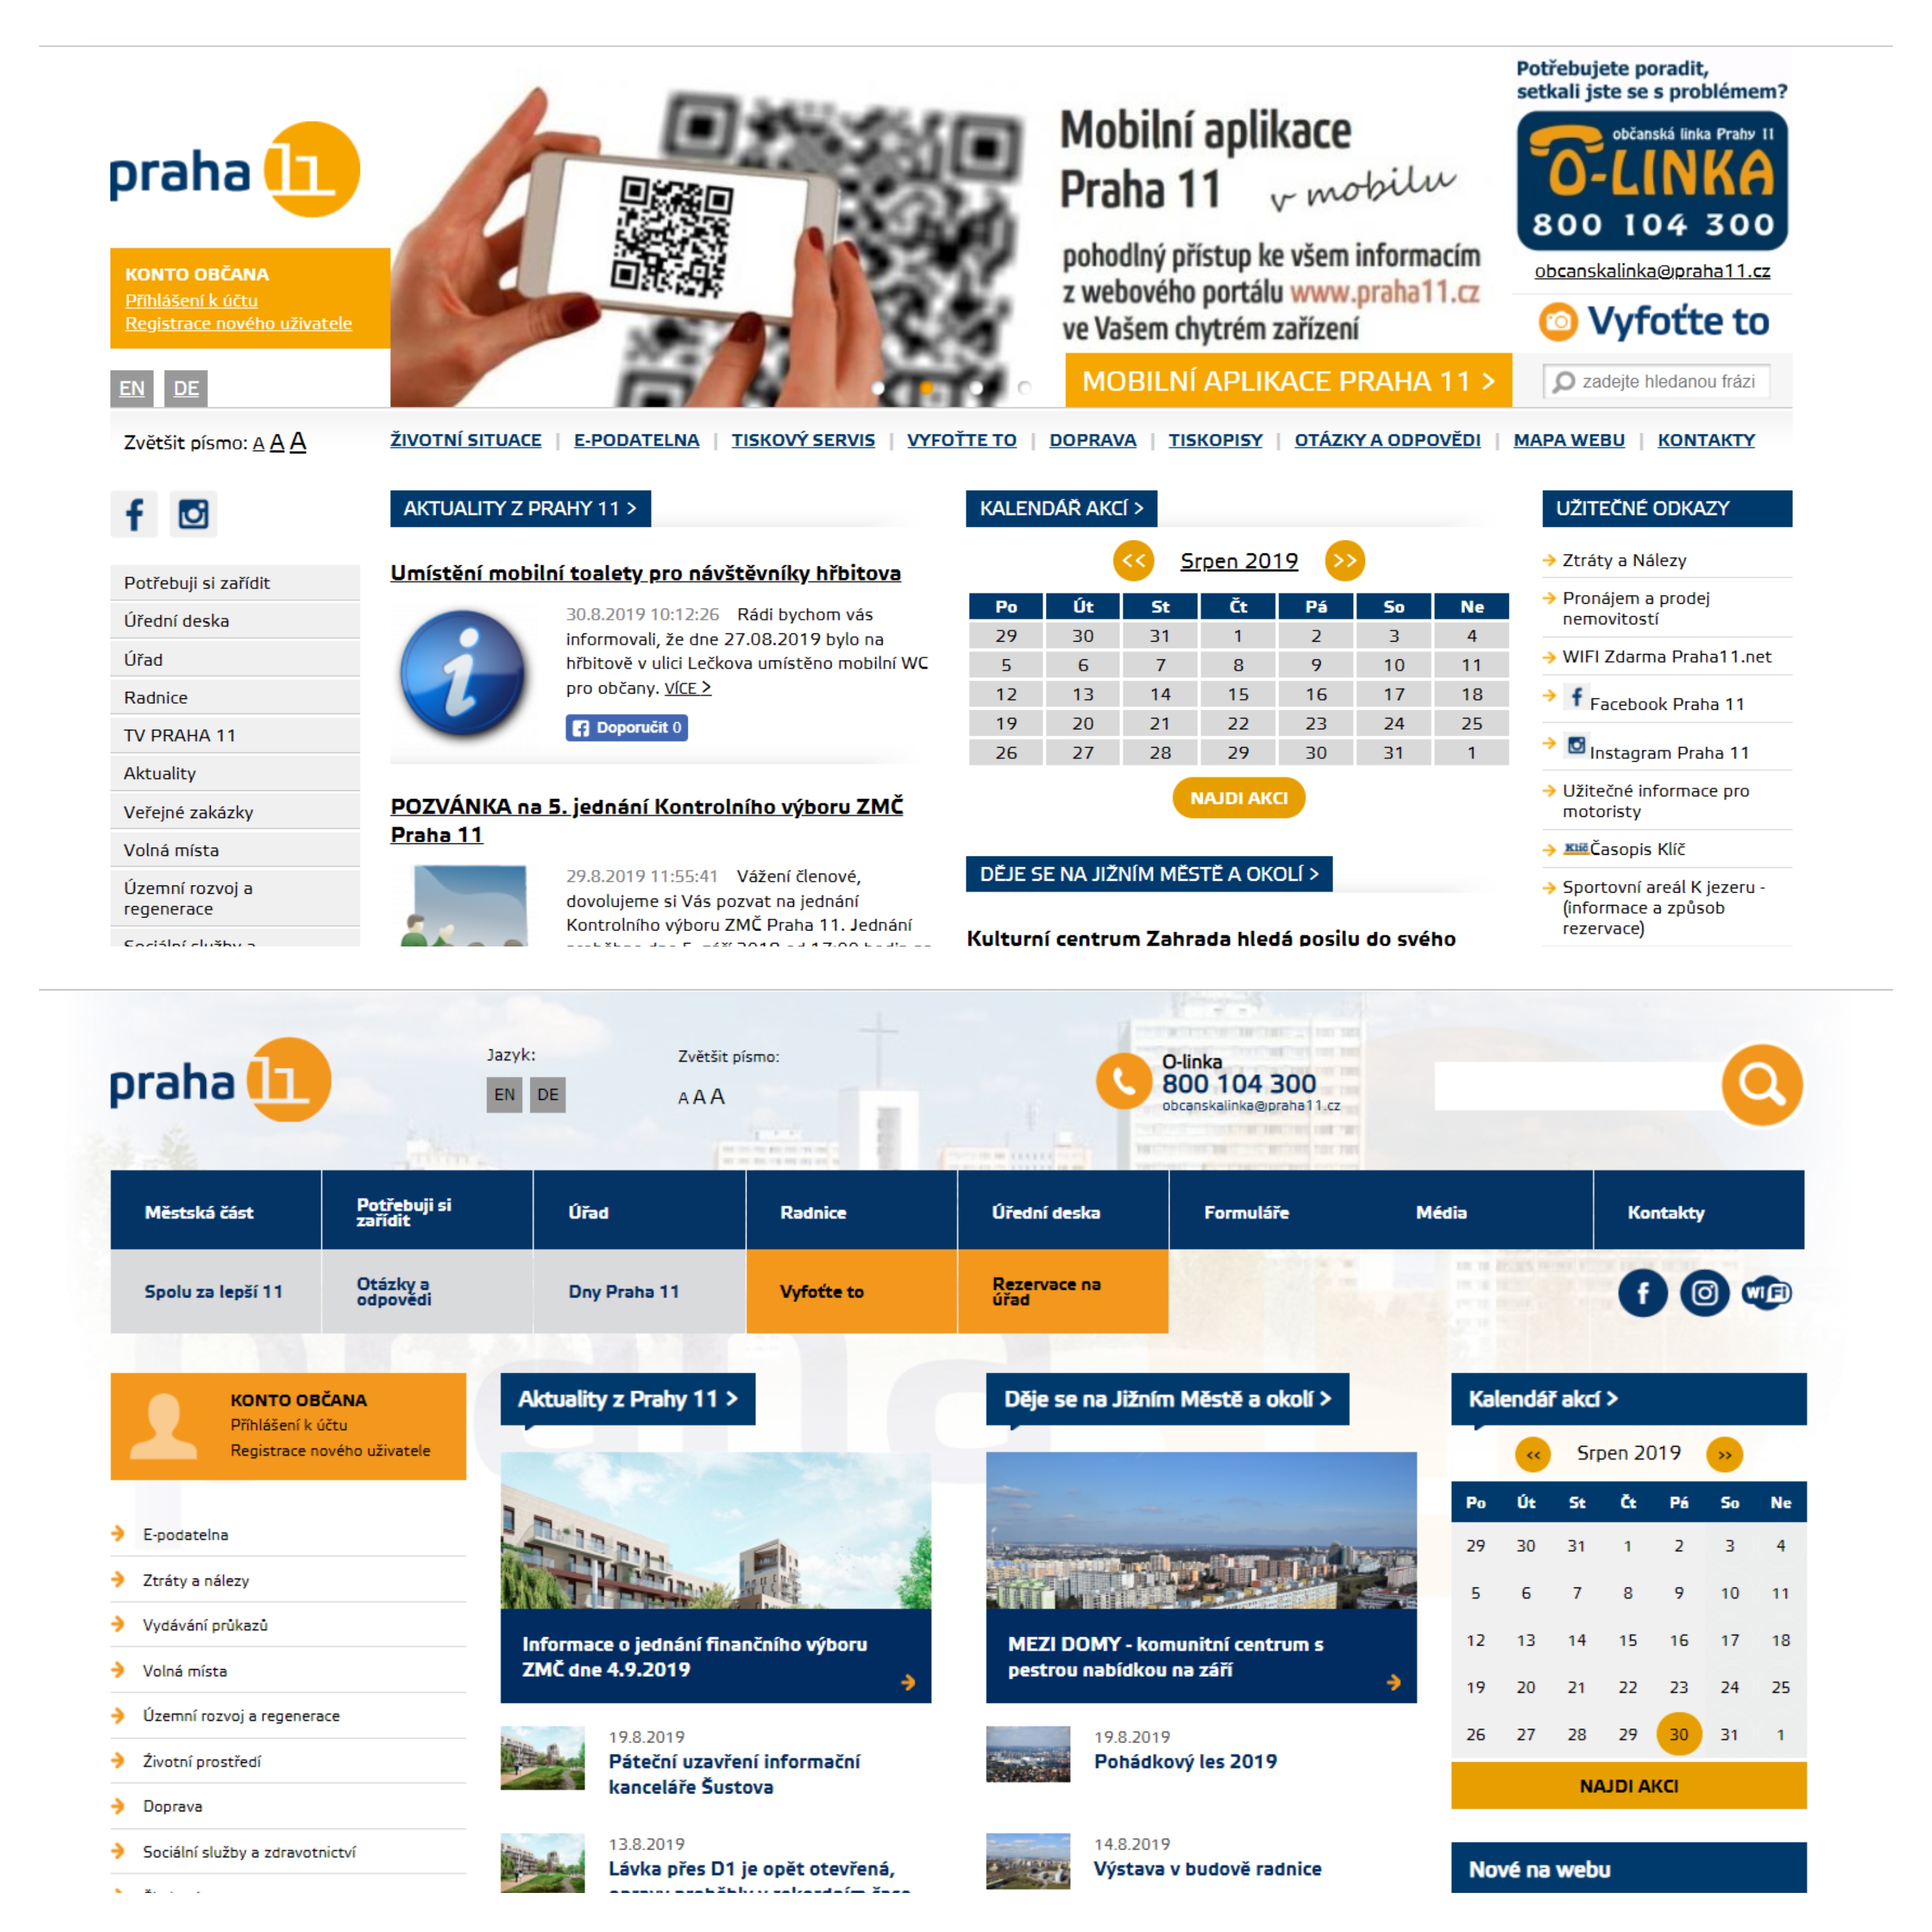 praha 11
KONTO OBČANA
Přihlášení k účtu
Registrace nového uživatele
EN DE
Mobilní aplikace
Praha 11 v mobilu
pohodlný přístup ke všem informacím
z webového portálu www.praha11.cz
ve Vašem chytrém zařízení
MOBILNÍ APLIKACE PRAHA 11 >
Potřebujete poradit,
setkali jste se s problémem?
občanská linka Prahy 11
O-LINKA
800 104 300
obcanskalinka@praha11.cz
Vyfoťte to
zadejte hledanou frázi
Zvětšit písmo: A A A
ŽIVOTNÍ SITUACE | E-PODATELNA | TISKOVÝ SERVIS | VYFOŤTE TO | DOPRAVA | TISKOPISY | OTÁZKY A ODPOVĚDI | MAPA WEBU | KONTAKTY
Potřebuji si zařídit
Úřední deska
Úřad
Radnice
TV PRAHA 11
Aktuality
Veřejné zakázky
Volná místa
Územní rozvoj a
regenerace
AKTUALITY Z PRAHY 11 >
Umístění mobilní toalety pro návštěvníky hřbitova
30.8.2019 10:12:26 Rádi bychom vás
informovali, že dne 27.08.2019 bylo na
hřbitově v ulici Lečkova umístěno mobilní WC
pro občany. VÍCE >
Doporučit 0
POZVÁNKA na 5. jednání Kontrolního výboru ZMČ
Praha 11
29.8.2019 11:55:41 Vážení členové,
dovolujeme si Vás pozvat na jednání
Kontrolního výboru ZMČ Praha 11. Jednání
KALENDÁŘ AKCÍ >
<< Srpen 2019 >>
Po Út St Čt Pá So Ne
29 30 31 1 2 3 4
5 6 7 8 9 10 11
12 13 14 15 16 17 18
19 20 21 22 23 24 25
26 27 28 29 30 31 1
NAJDI AKCI
DĚJE SE NA JIŽNÍM MĚSTĚ A OKOLÍ >
Kulturní centrum Zahrada hledá posilu do svého
UŽITEČNÉ ODKAZY
Ztráty a Nálezy
Pronájem a prodej
nemovitostí
WIFI Zdarma Praha11.net
Facebook Praha 11
Instagram Praha 11
Užitečné informace pro
motoristy
Klíč Časopis Klíč
Sportovní areál K jezeru -
(informace a způsob
rezervace)
praha 11
Jazyk:
EN DE
Zvětšit písmo:
A A A
O-linka
800 104 300
obcanskalinka@praha11.cz
Městská část
Potřebuji si
zařídit
Úřad
Radnice
Úřední deska
Formuláře
Média
Kontakty
Spolu za lepší 11
Otázky a
odpovědi
Dny Praha 11
Vyfoťte to
Rezervace na
úřad
WiFi
KONTO OBČANA
Přihlášení k účtu
Registrace nového uživatele
E-podatelna
Ztráty a nálezy
Vydávání průkazů
Volná místa
Územní rozvoj a regenerace
Životní prostředí
Doprava
Sociální služby a zdravotnictví
Aktuality z Prahy 11 >
Informace o jednání finančního výboru
ZMČ dne 4.9.2019
19.8.2019
Páteční uzavření informační
kanceláře Šustova
13.8.2019
Lávka přes D1 je opět otevřená,
Děje se na Jižním Městě a okolí >
MEZI DOMY - komunitní centrum s
pestrou nabídkou na září
19.8.2019
Pohádkový les 2019
14.8.2019
Výstava v budově radnice
Kalendář akcí >
<< Srpen 2019 >>
Po Út St Čt Pá So Ne
29 30 31 1 2 3 4
5 6 7 8 9 10 11
12 13 14 15 16 17 18
19 20 21 22 23 24 25
26 27 28 29 30 31 1
NAJDI AKCI
Nové na webu